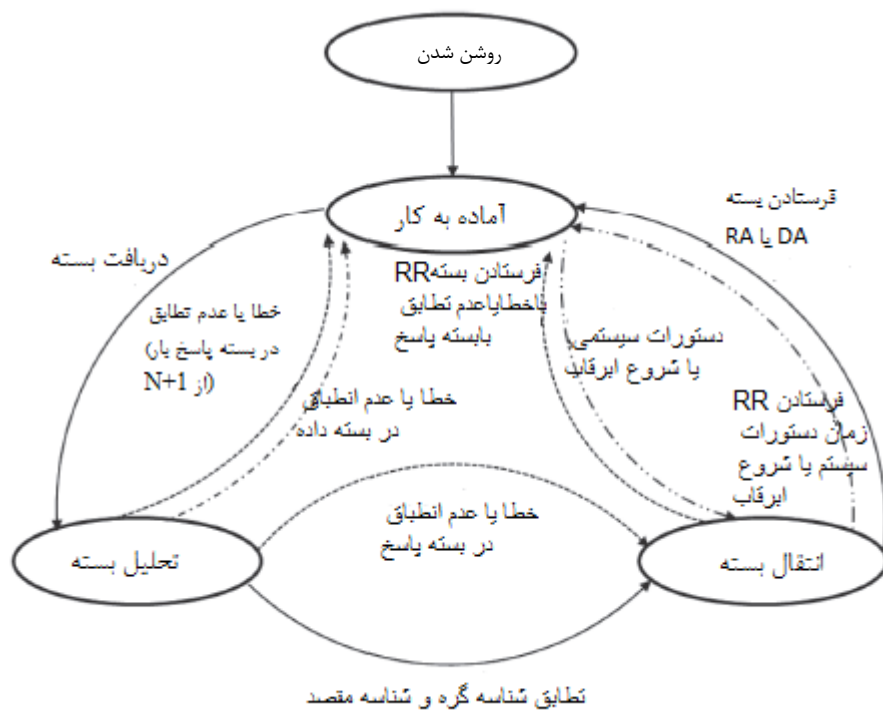 روشن شدن
آماده به کار
قرستادن بسته
DA یا RA
دریافت بسته
فرستادن بستهRR
باخطایاعدم تطابق
بابسته پاسخ
خطا یا عدم تطابق
در بسته پاسخ بار)
(از N+1
دستورات سیستمی
یا شروع ابرقاب
خطا یا عدم انطباق
در بسته داده
فرستادن RR
زمان دستورات
سیستم یا شروع
ابرقاب
خطا یا عدم انطباق
در بسته پاسخ
تحلیل بسته
انتقال بسته
تطابق شناسه گره و شناسه مقصد